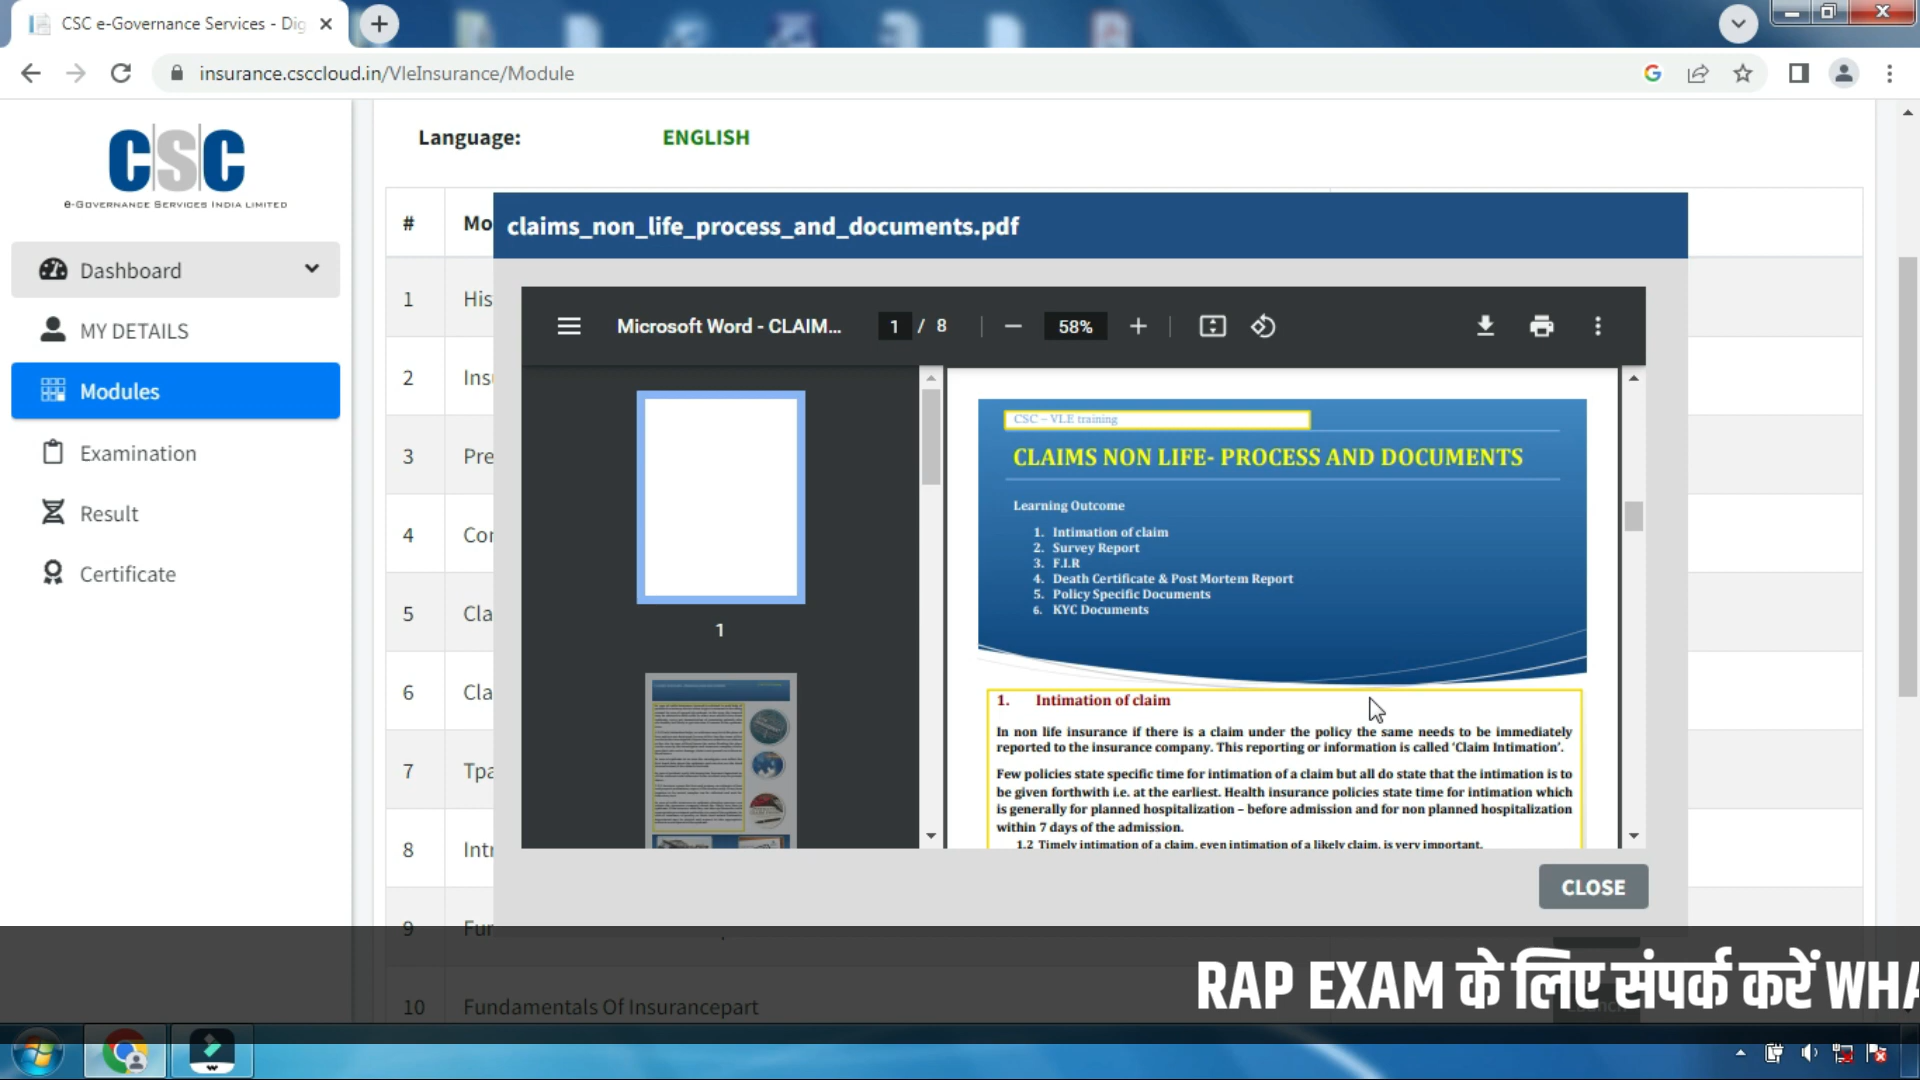 CSC e-Governance Services - Dig
insurance.csccloud.in/VleInsurance/Module
CSC
e-Governance Services India Limited
Dashboard
MY DETAILS
Modules
Examination
Result
Certificate
Language: ENGLISH
# Mo
1 His
2 Ins
3 Pre
4 Cor
5 Cla
6 Cla
7 Tpa
8 Intr
9 Fur
10 Fundamentals Of Insurancepart
claims_non_life_process_and_documents.pdf
Microsoft Word - CLAIM... 1 / 8 58%
1
CSC – VLE training
CLAIMS NON LIFE- PROCESS AND DOCUMENTS
Learning Outcome
1. Intimation of claim
2. Survey Report
3. F.I.R
4. Death Certificate & Post Mortem Report
5. Policy Specific Documents
6. KYC Documents
1. Intimation of claim
In non life insurance if there is a claim under the policy the same needs to be immediately
reported to the insurance company. This reporting or information is called ‘Claim Intimation’.
Few policies state specific time for intimation of a claim but all do state that the intimation is to
be given forthwith i.e. at the earliest. Health insurance policies state time for intimation which
is generally for planned hospitalization – before admission and for non planned hospitalization
within 7 days of the admission.
1.2 Timely intimation of a claim, even intimation of a likely claim, is very important.
CLOSE
RAP EXAM के लिए संपर्क करें WHA